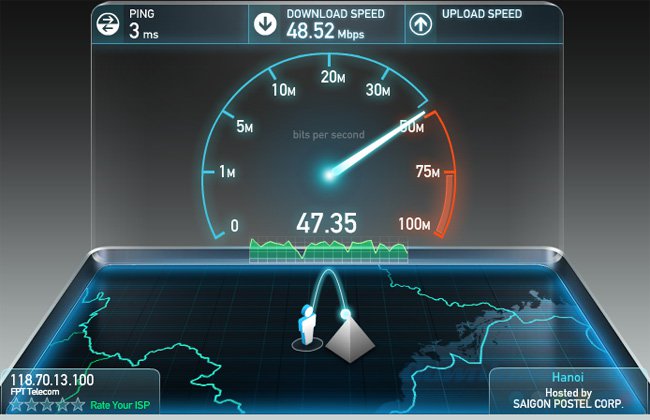 PING
3 ms
DOWNLOAD SPEED
48.52 Mbps
UPLOAD SPEED
20M
10M
30M
5M
bits per second
50M
1M
75M
0
47.35
100M
118.70.13.100
FPT Telecom
Rate Your ISP
Hanoi
Hosted by
SAIGON POSTEL CORP.